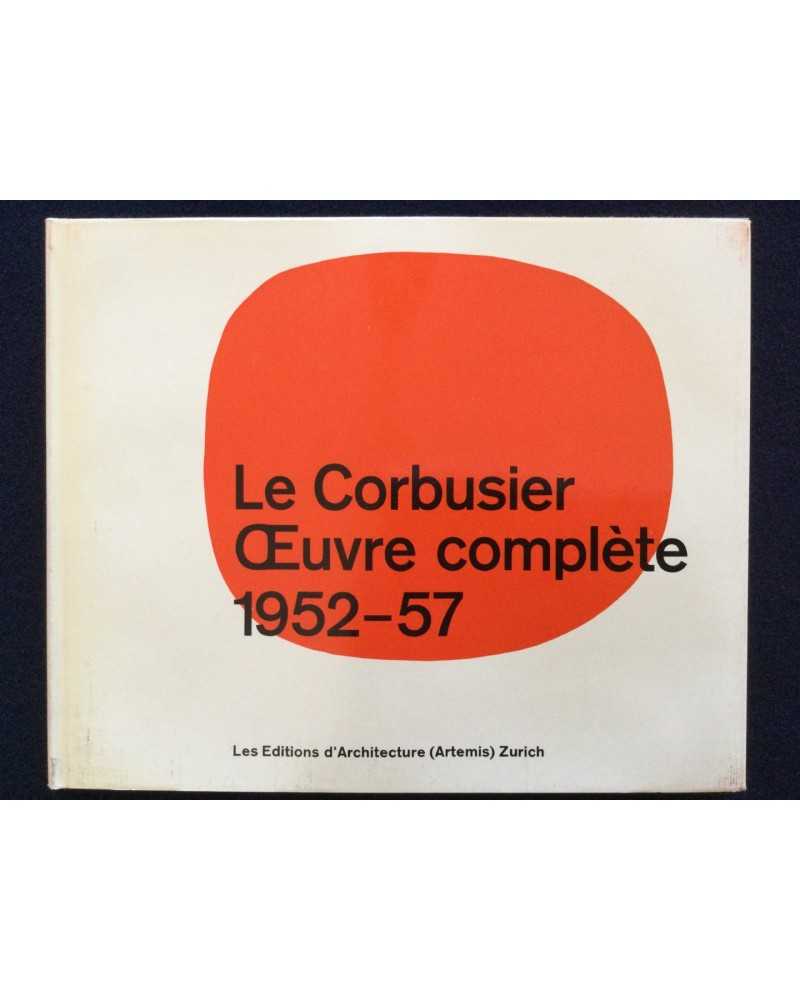 Le Corbusier
Œuvre complète
1952–57
Les Editions d'Architecture (Artemis) Zurich